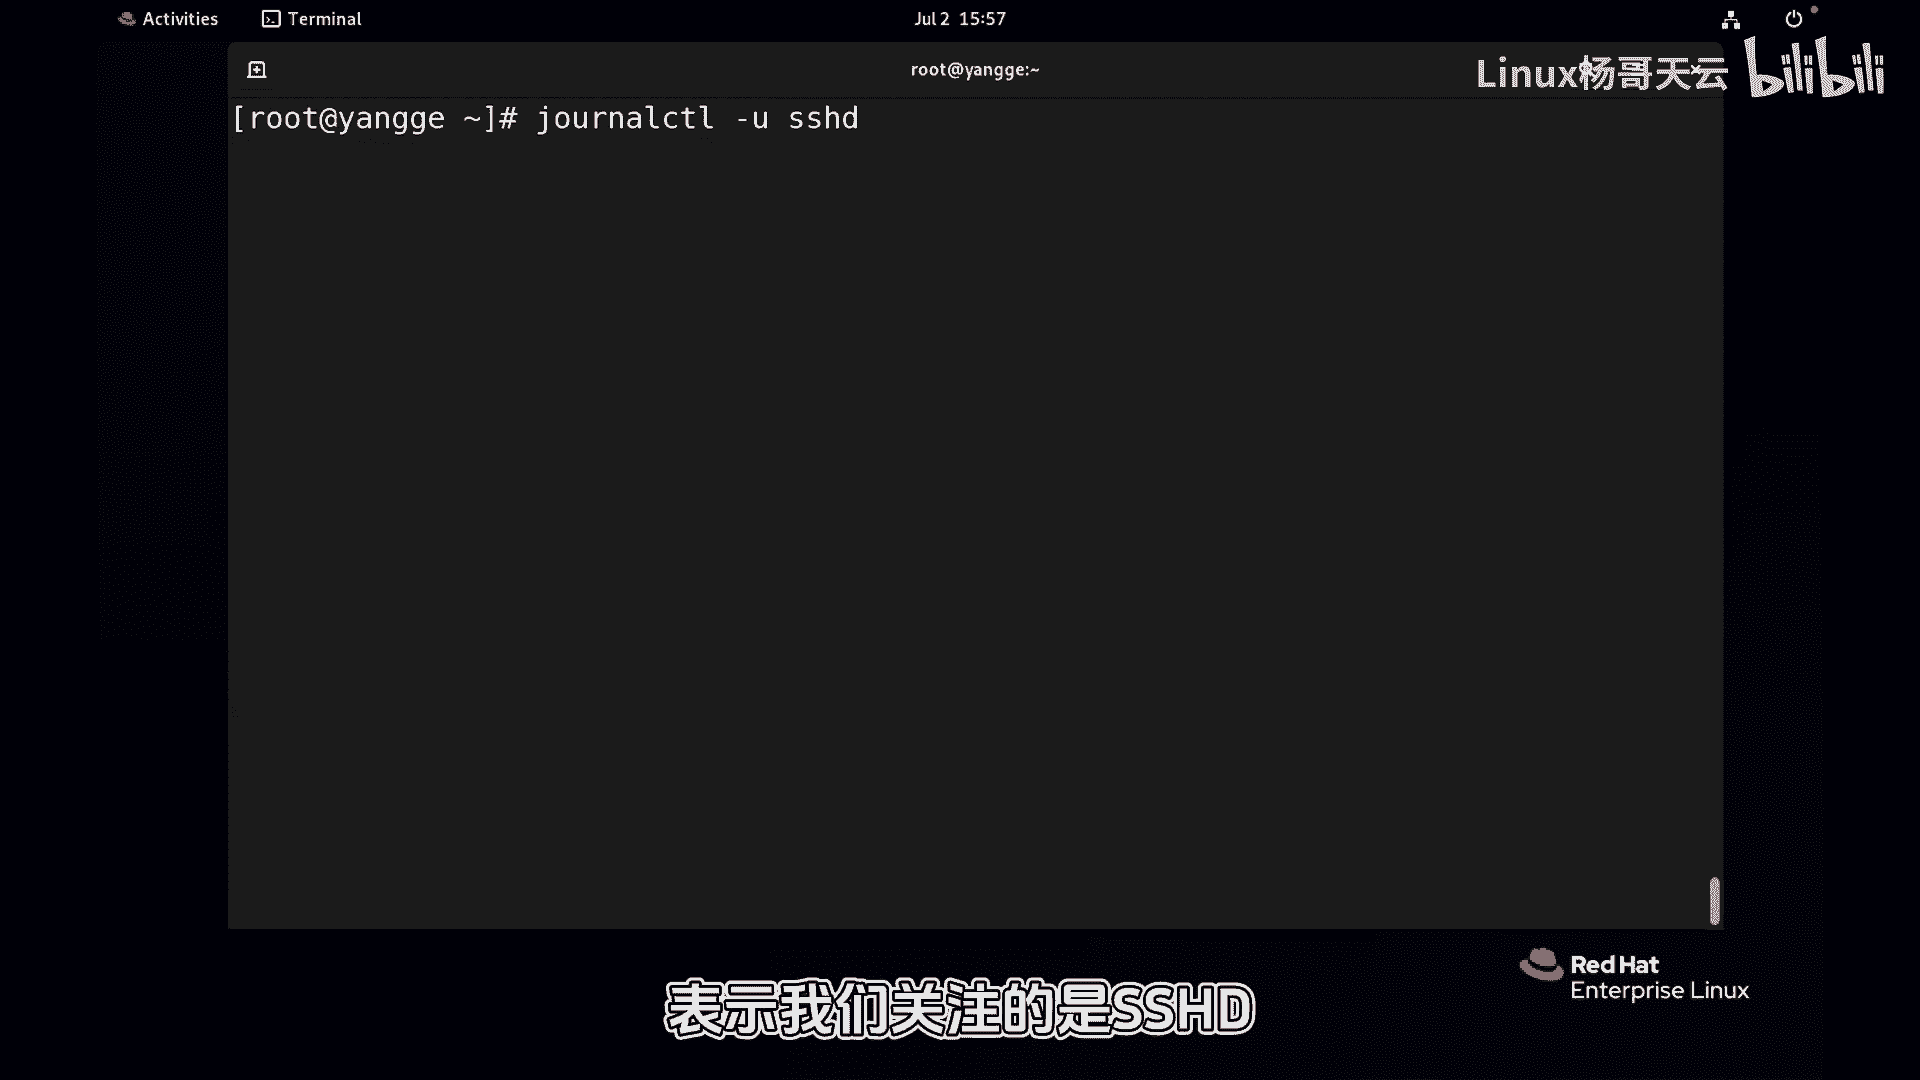 Activities
Terminal
Jul 2 15:57
root@yangge:~
Linux杨哥天云
bilibili
[root@yangge ~]# journalctl -u sshd
Red Hat
Enterprise Linux
表示我们关注的是SSHD